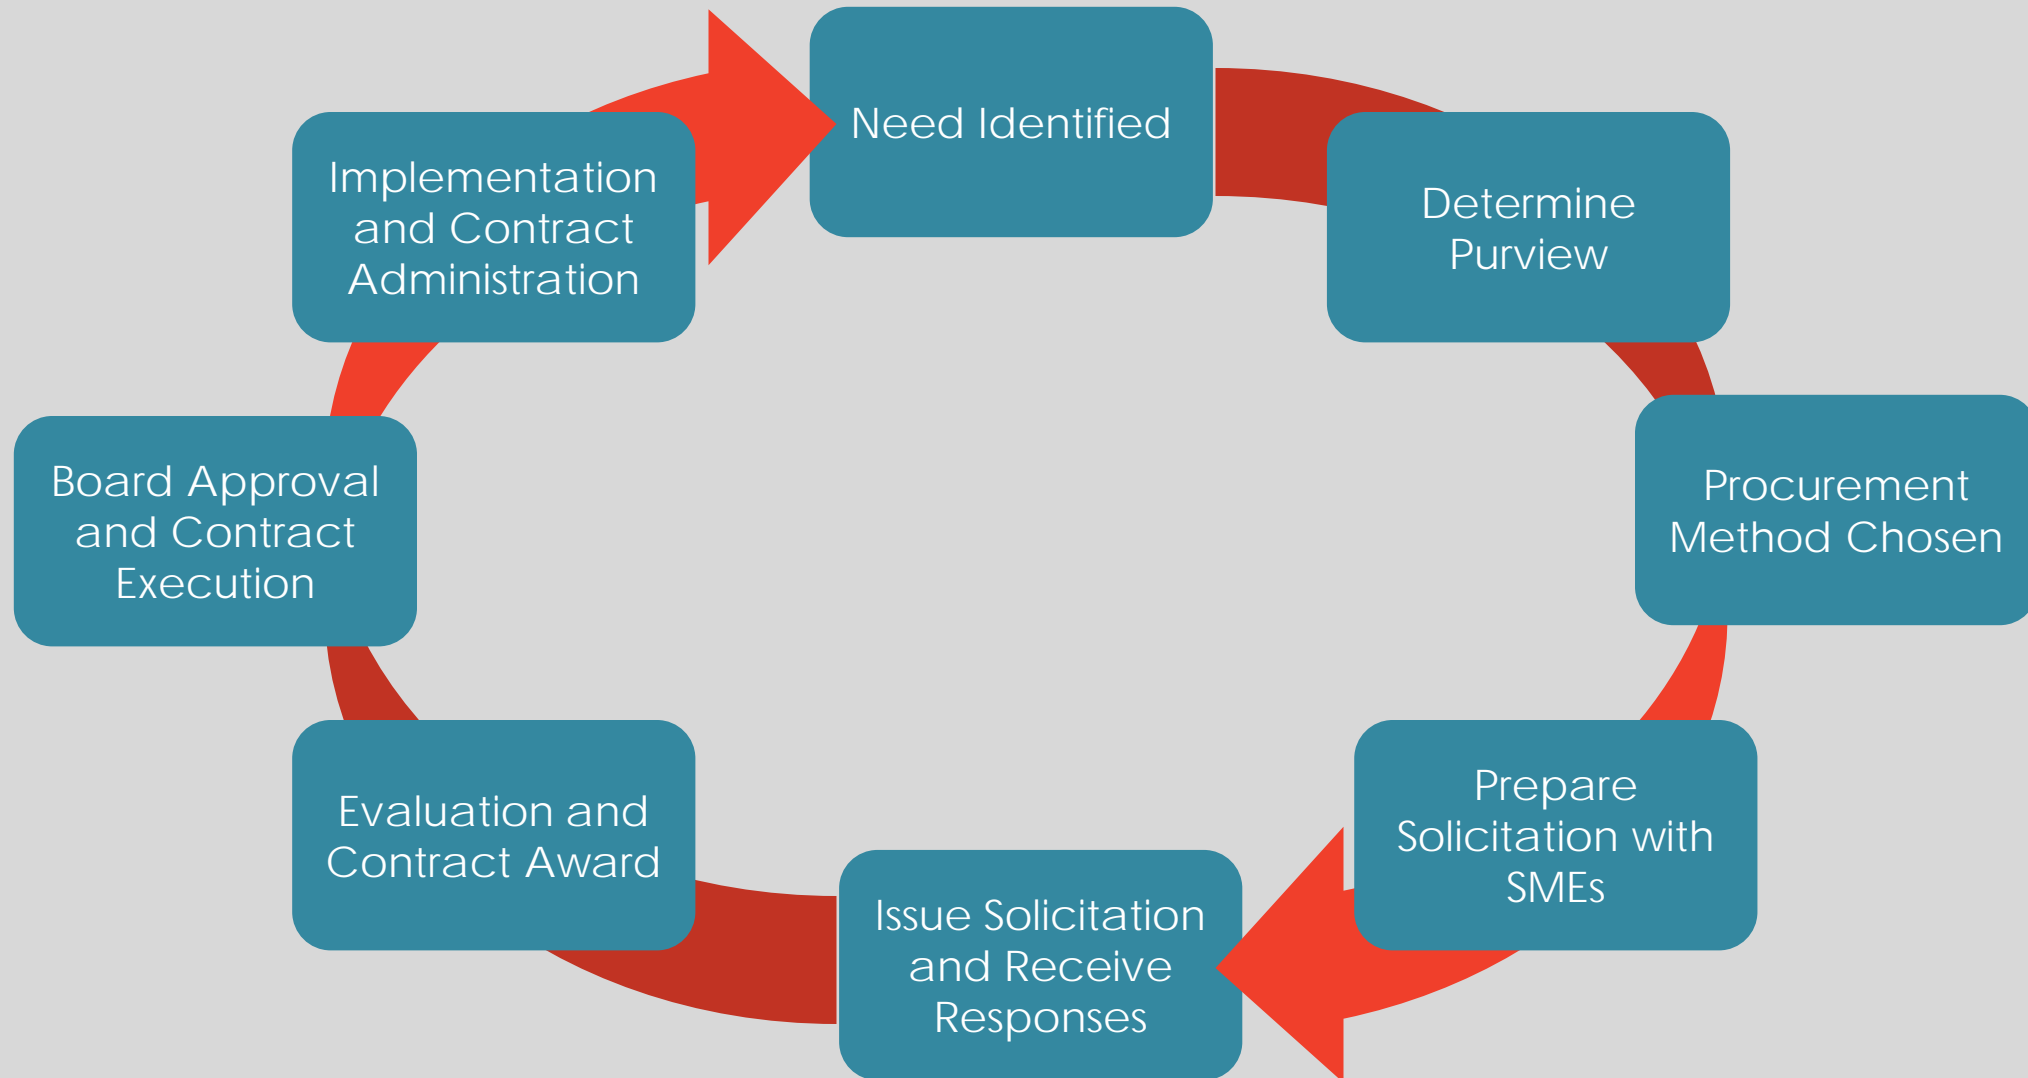 Need Identified
Determine
Purview
Procurement
Method Chosen
Prepare
Solicitation with
SMEs
Issue Solicitation
and Receive
Responses
Evaluation and
Contract Award
Board Approval
and Contract
Execution
Implementation
and Contract
Administration